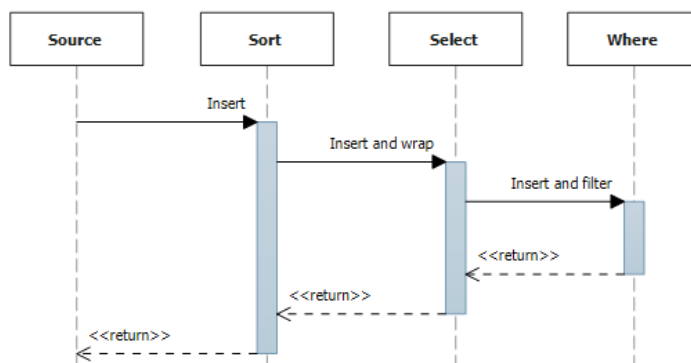 Source
Sort
Select
Where
Insert
Insert and wrap
Insert and filter
<<return>>
<<return>>
<<return>>